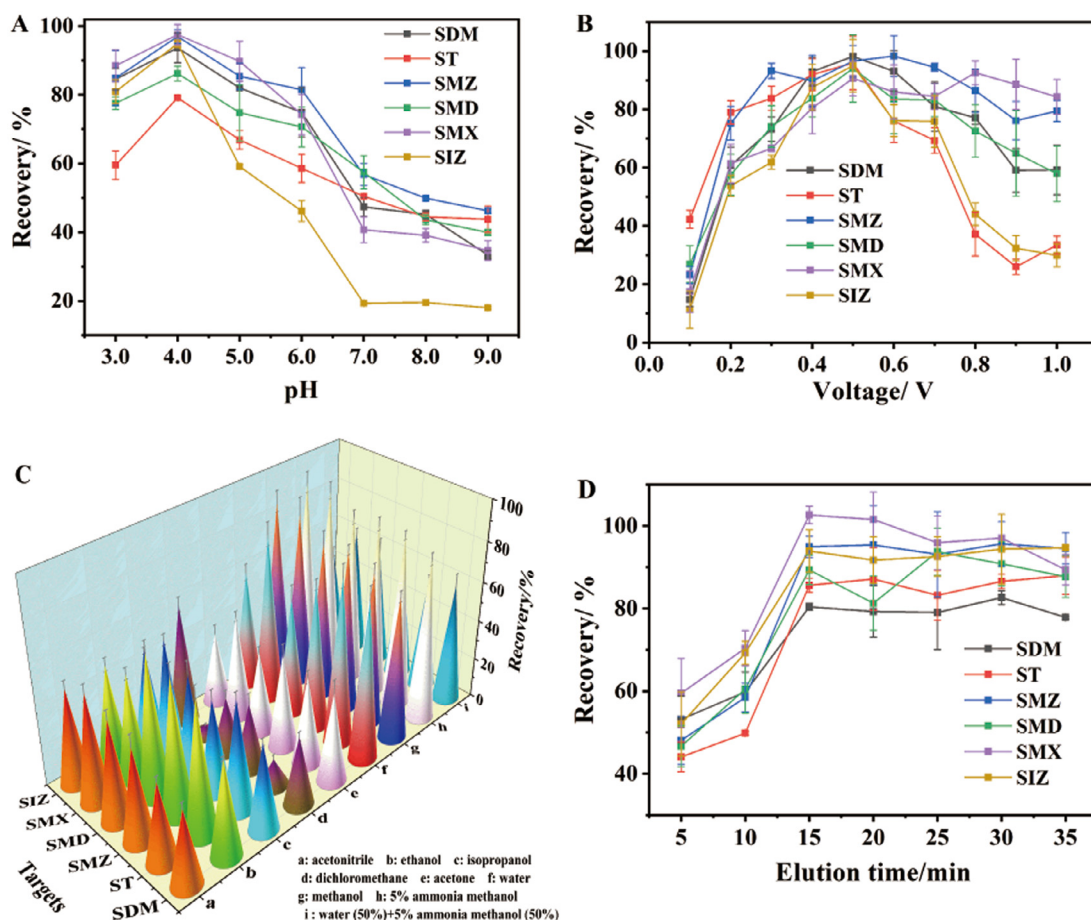 A
100
80
60
40
20
Recovery/ %
3.0 4.0 5.0 6.0 7.0 8.0 9.0
pH
SDM
ST
SMZ
SMD
SMX
SIZ
B
100
80
60
40
20
0
Recovery/ %
0.0 0.2 0.4 0.6 0.8 1.0
Voltage/ V
SDM
ST
SMZ
SMD
SMX
SIZ
C
100
80
60
40
20
0
Recovery/%
SIZ
SMX
SMD
SMZ
ST
SDM
Targets
a
b
c
d
e
f
g
h
i
a: acetonitrile b: ethanol c: isopropanol
d: dichloromethane e: acetone f: water
g: methanol h: 5% ammonia methanol
i : water (50%)+5% ammonia methanol (50%)
D
100
80
60
40
Recovery/ %
5 10 15 20 25 30 35
Elution time/min
SDM
ST
SMZ
SMD
SMX
SIZ